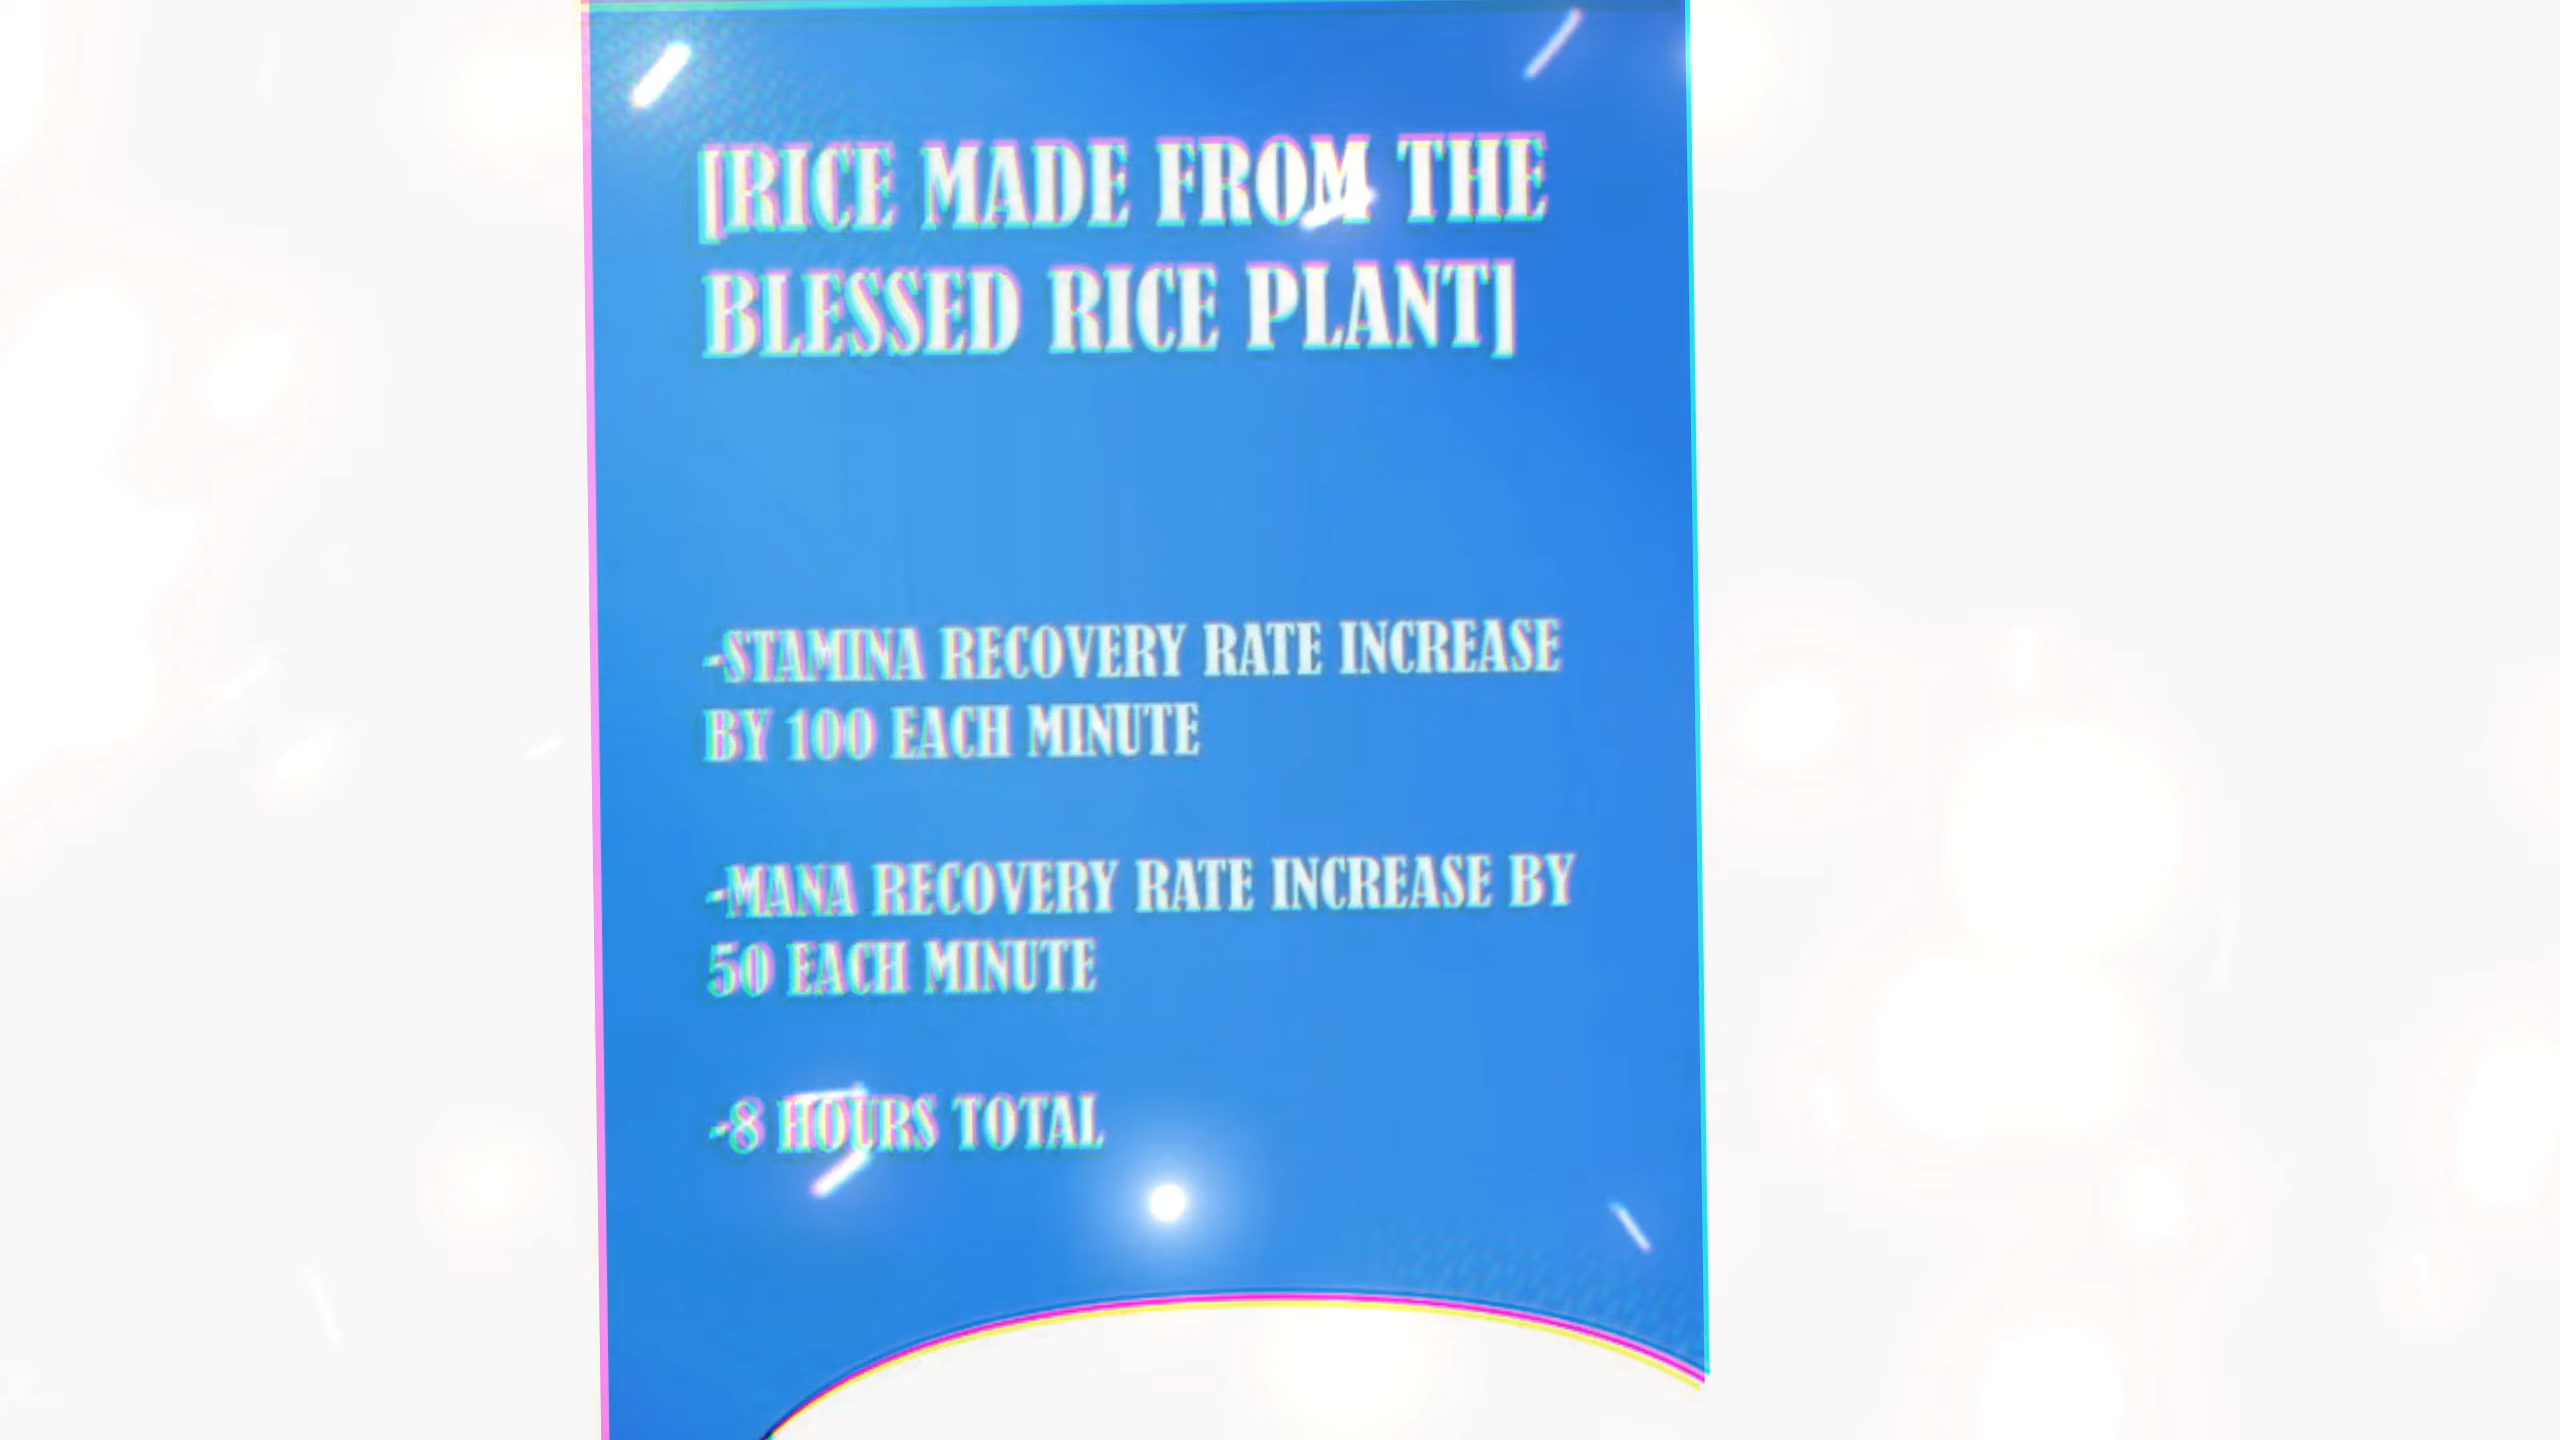 [RICE MADE FROM THE
BLESSED RICE PLANT]
-STAMINA RECOVERY RATE INCREASE
BY 100 EACH MINUTE
-MANA RECOVERY RATE INCREASE BY
50 EACH MINUTE
-8 HOURS TOTAL